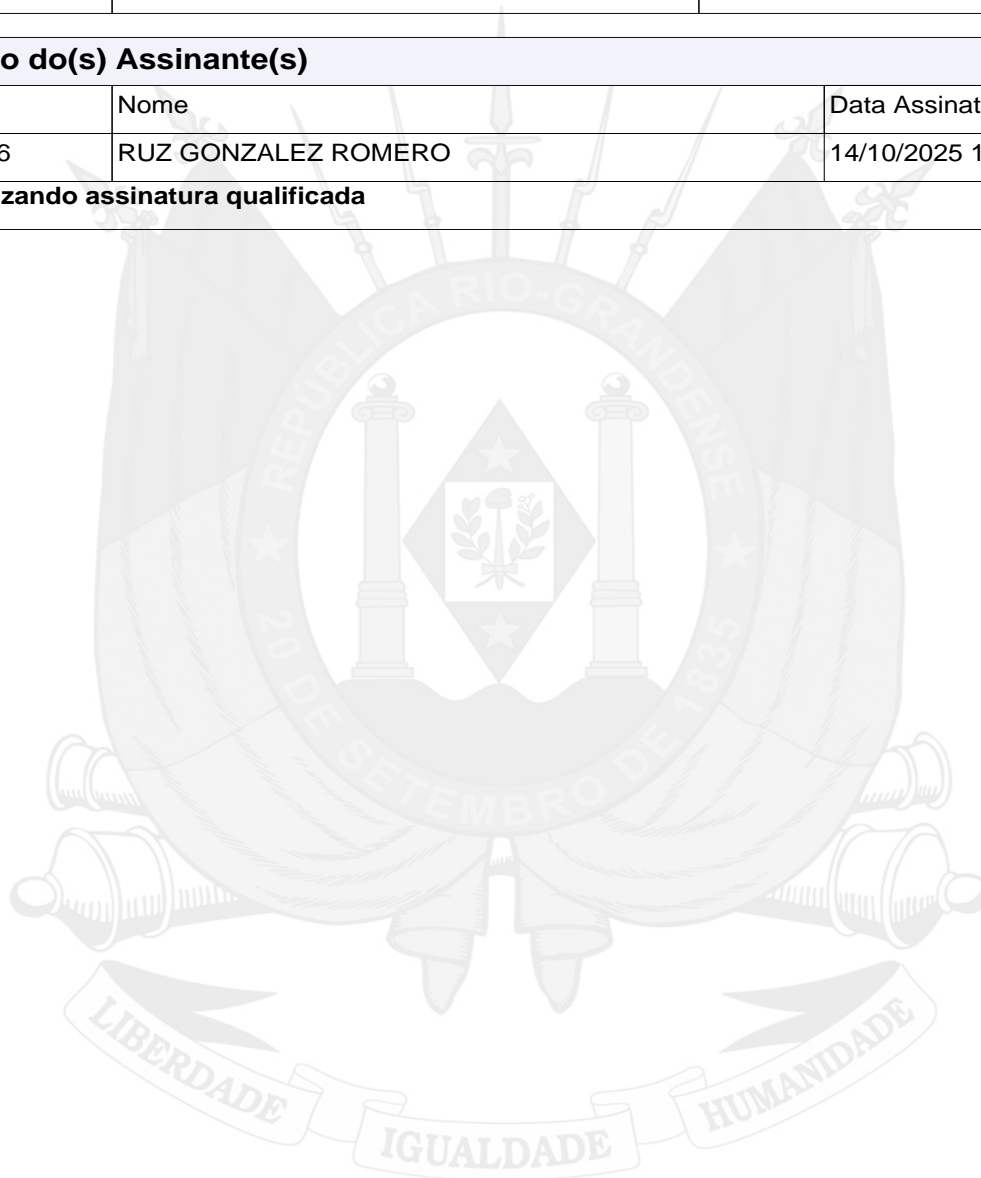 o do(s) Assinante(s)
Nome
Data Assinat
6
RUZ GONZALEZ ROMERO
14/10/2025 1
zando assinatura qualificada
REPÚBLICA RIO-GRANDENSE
20 DE SETEMBRO DE 1835
LIBERDADE
IGUALDADE
HUMANIDADE